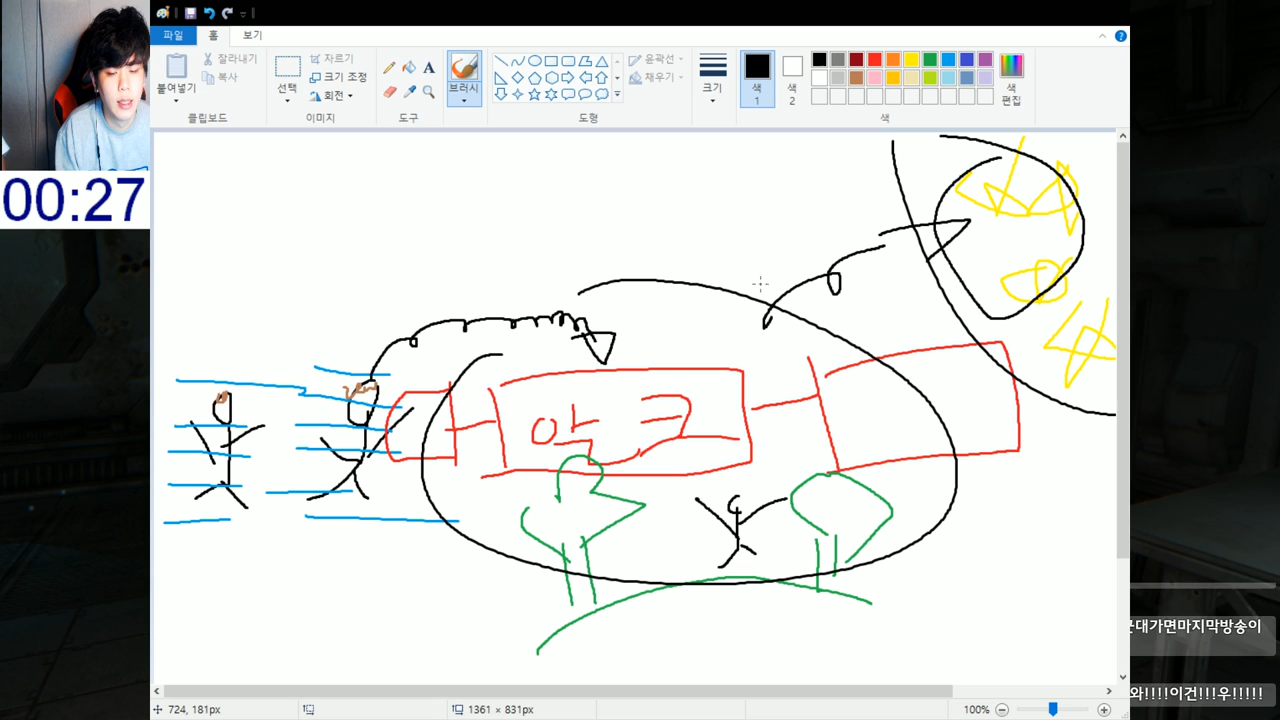 파일
홈
보기
붙여넣기
잘라내기
복사
클립보드
선택
자르기
크기 조정
회전
이미지
A
도구
브러시
윤곽선
채우기
도형
크기
색
1
색
2
색
편집
색
00:27
악 크
724, 181px
1361 × 831px
100%
군대가면마지막방송이
와!!!!이건!!!우!!!!!